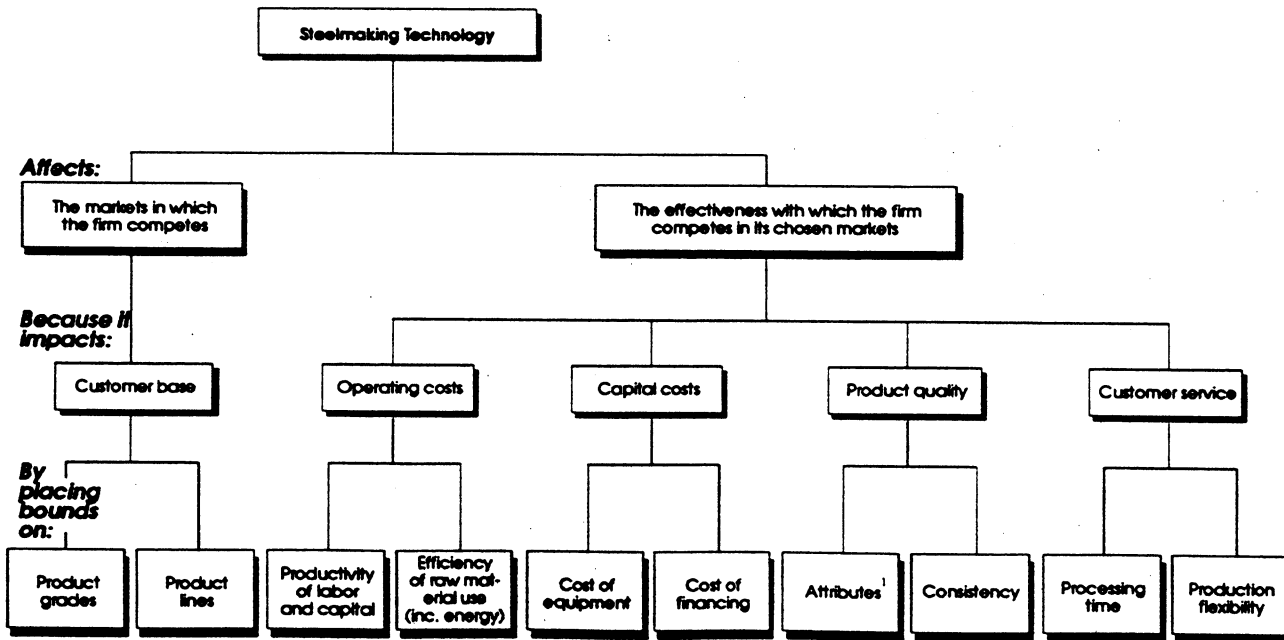 Steelmaking Technology
Affects:
The markets in which
the firm competes
The effectiveness with which the firm
competes in its chosen markets
Because it
impacts:
Customer base
Operating costs
Capital costs
Product quality
Customer service
By
placing
bounds
on:
Product
grades
Product
lines
Productivity
of labor
and capital
Efficiency
of raw mat-
erial use
(inc. energy)
Cost of
equipment
Cost of
financing
Attributes¹
Consistency
Processing
time
Production
flexibility